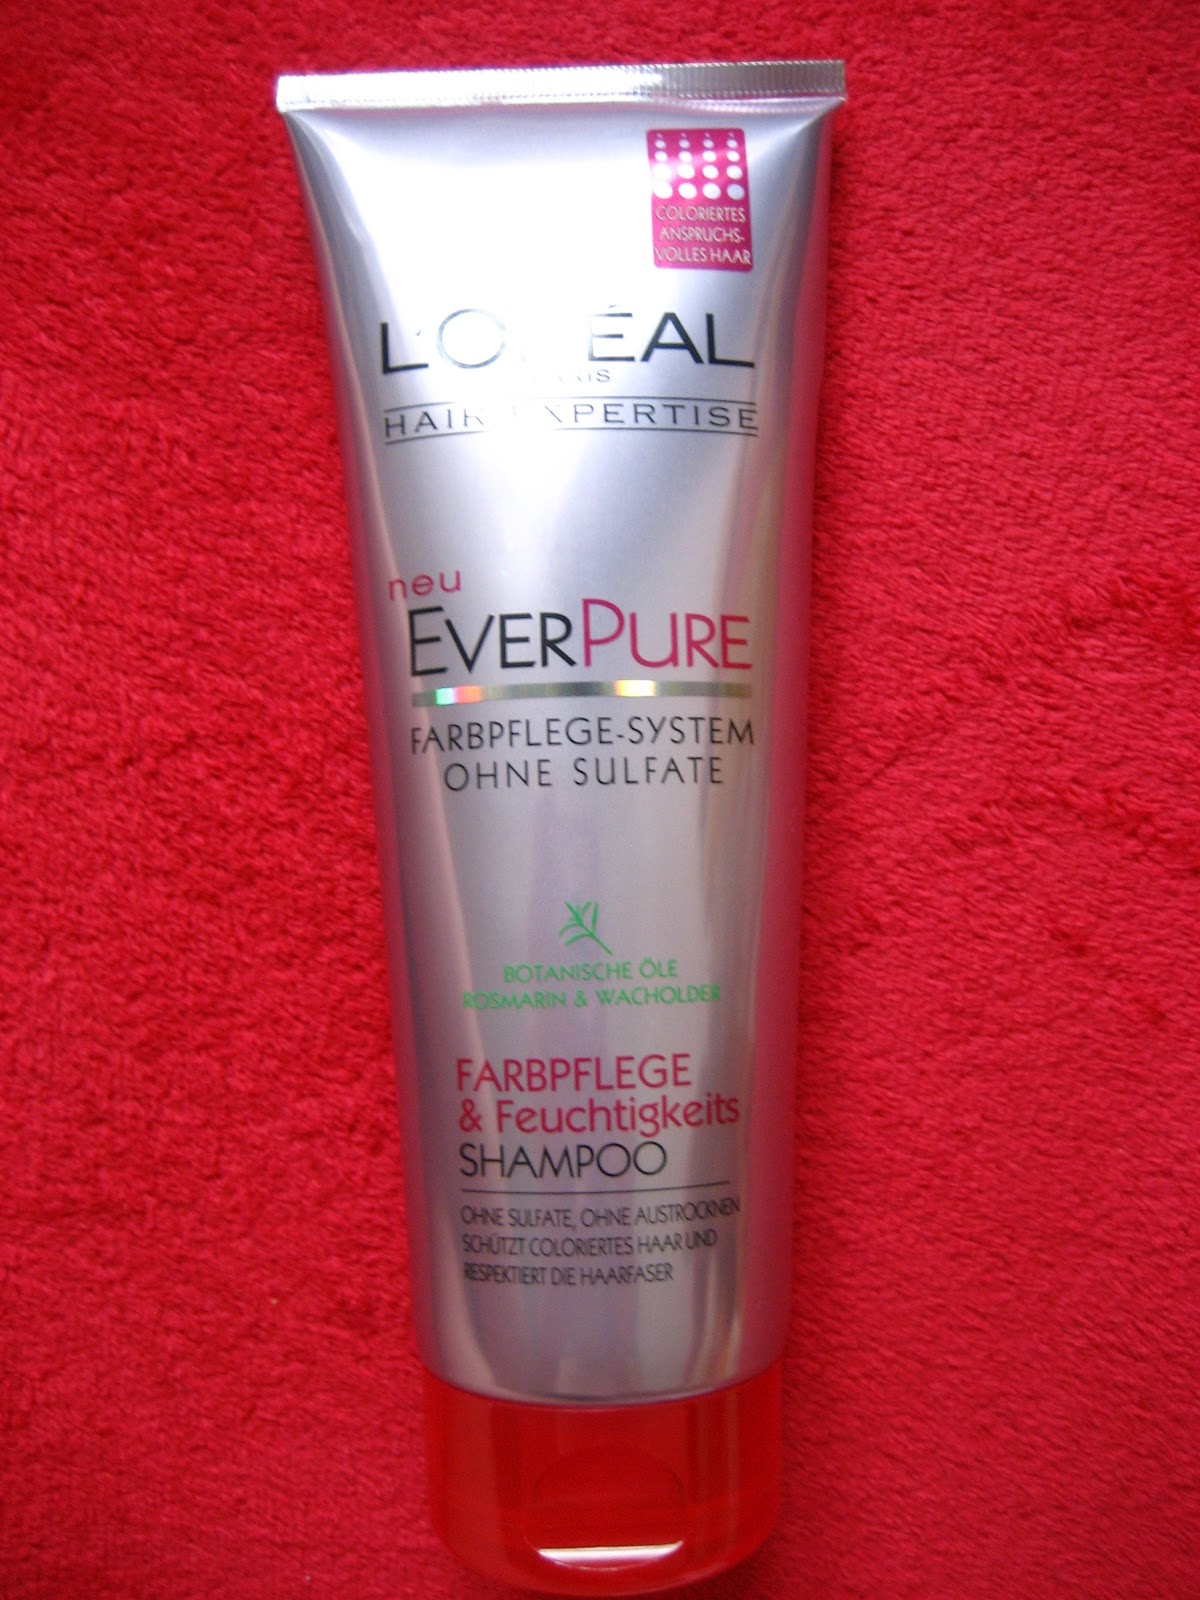 COLORIERTES
ANSPRUCHS-
VOLLES HAAR
L'ORÉAL
PARIS
HAIR EXPERTISE
neu
EVERPURE
FARBPFLEGE-SYSTEM
OHNE SULFATE
BOTANISCHE ÖLE
ROSMARIN & WACHOLDER
FARBPFLEGE
& Feuchtigkeits
SHAMPOO
OHNE SULFATE, OHNE AUSTROCKNEN
SCHÜTZT COLORIERTES HAAR UND
RESPEKTIERT DIE HAARFASER